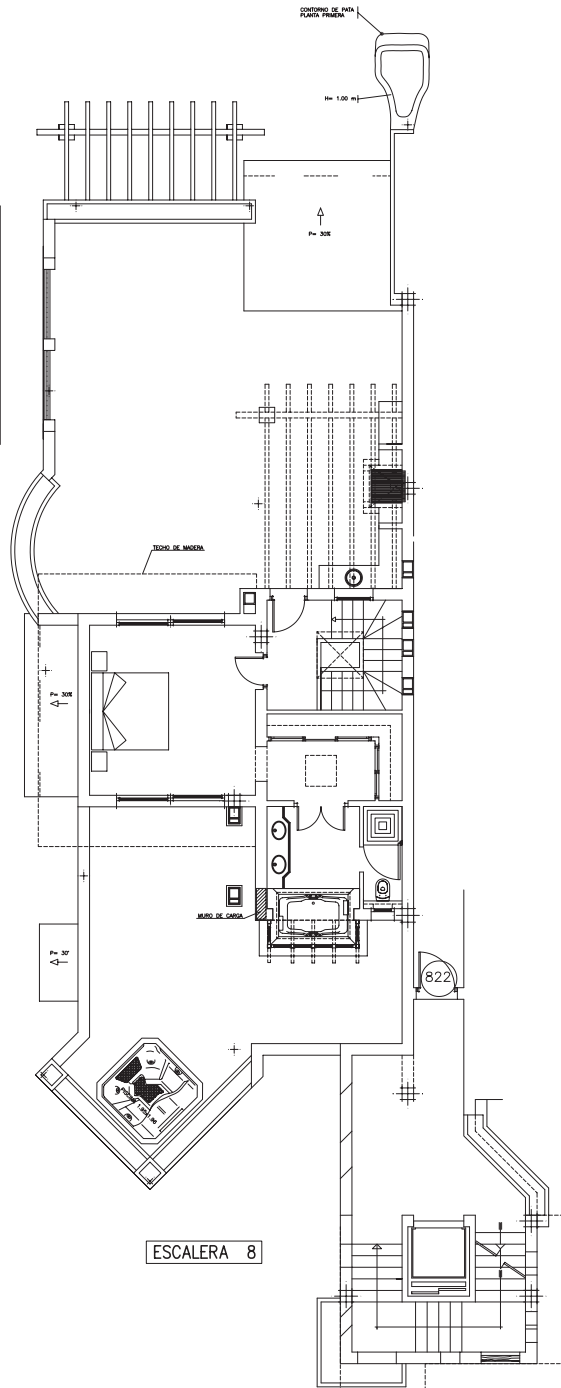 CONTORNO DE PATA
PLANTA PRIMERA
H= 1.00 m
P= 30%
TECHO DE MADERA
P= 30%
MURO DE CARGA
P= 30'
822
ESCALERA 8